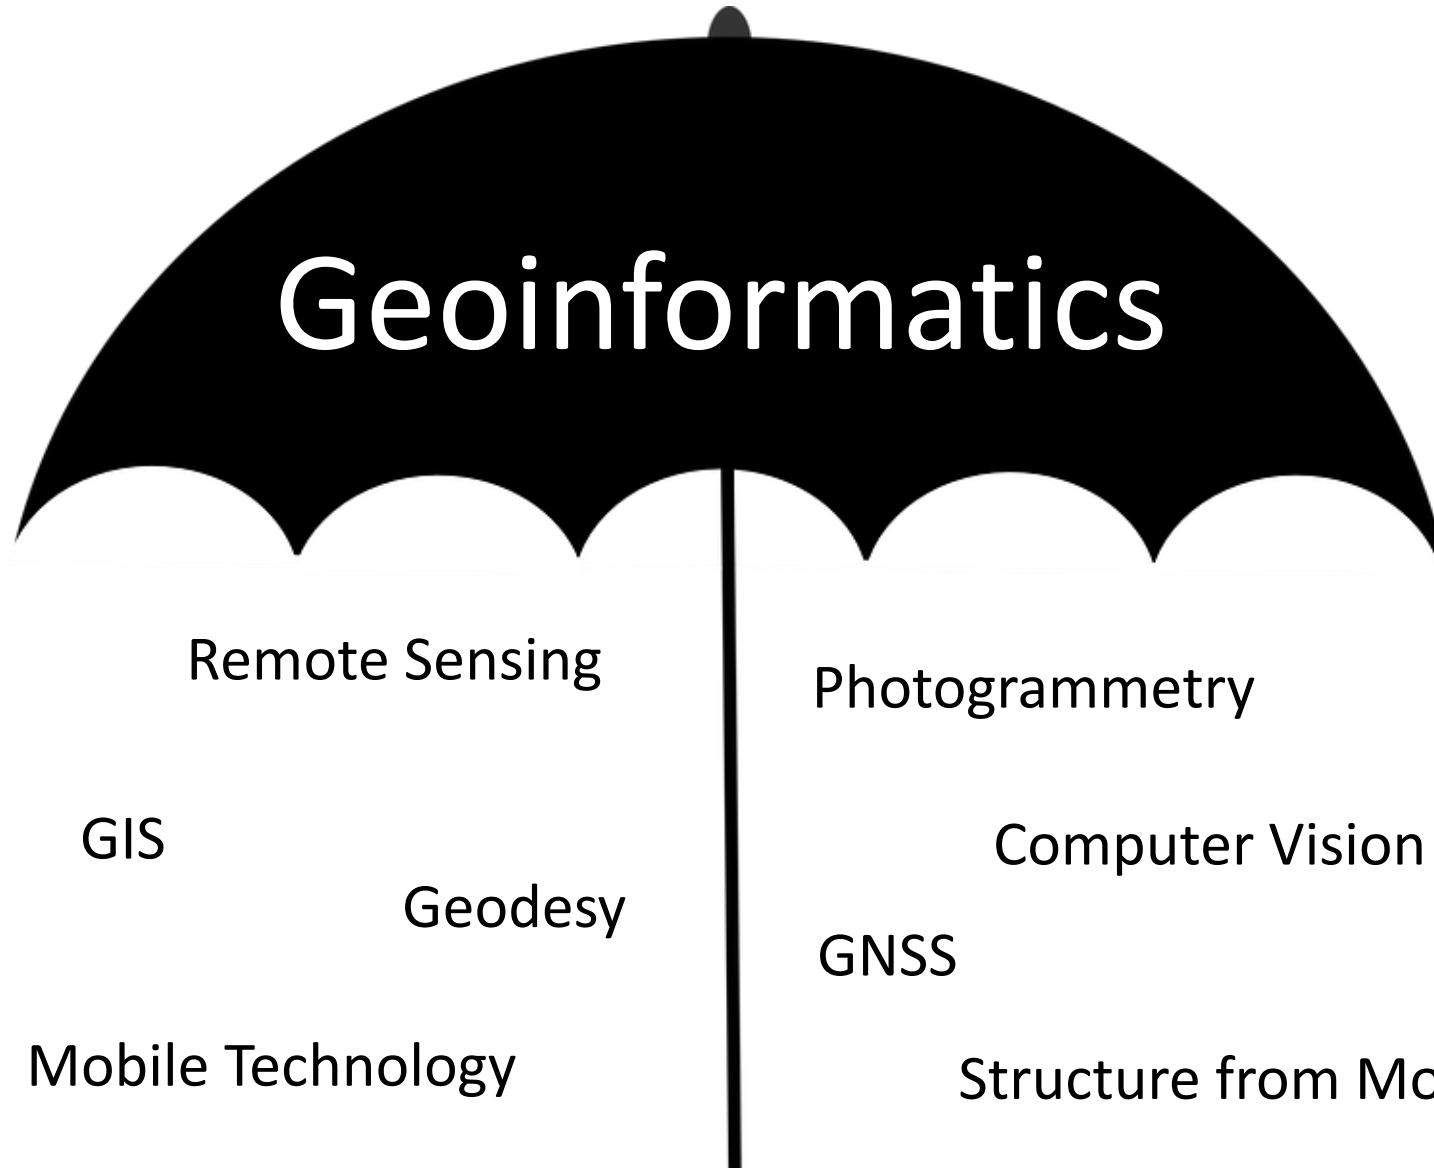 Geoinformatics
Remote Sensing
Photogrammetry
GIS
Computer Vision
Geodesy
GNSS
Mobile Technology
Structure from